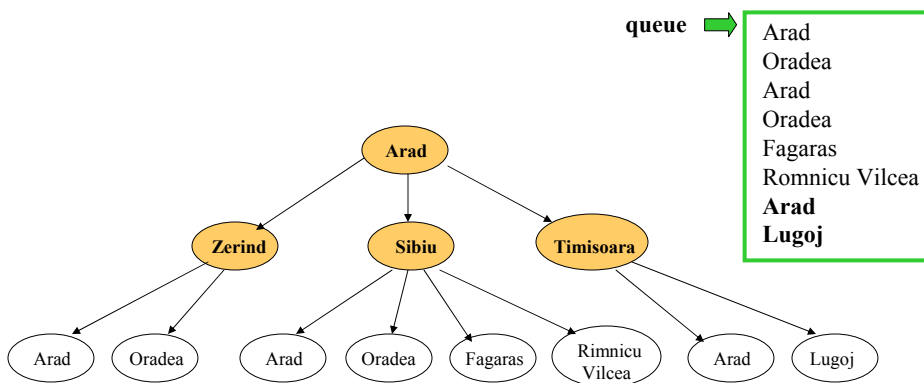 queue
Arad
Oradea
Arad
Oradea
Fagaras
Romnicu Vilcea
Arad
Lugoj
Arad
Zerind
Sibiu
Timisoara
Arad
Oradea
Arad
Oradea
Fagaras
Rimnicu
Vilcea
Arad
Lugoj